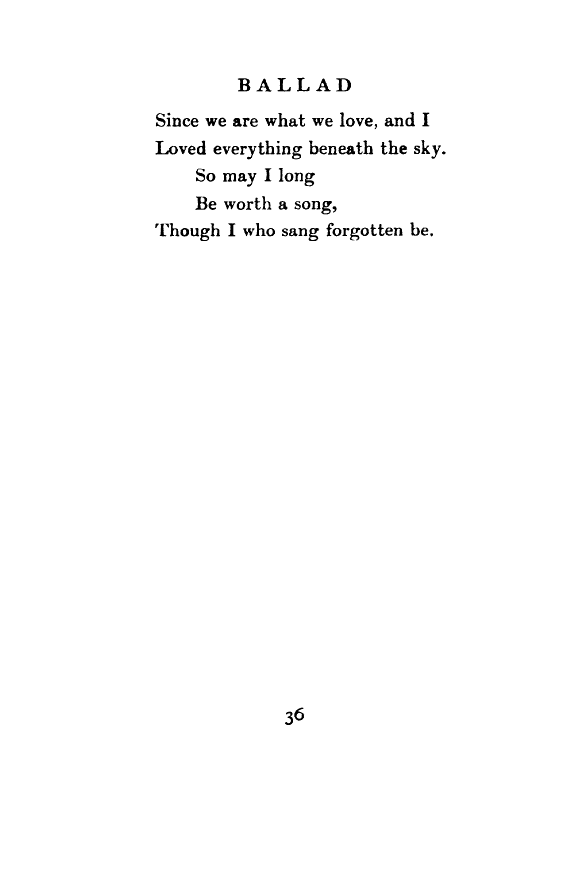 BALLAD
Since we are what we love, and I
Loved everything beneath the sky.
So may I long
Be worth a song,
Though I who sang forgotten be.
36